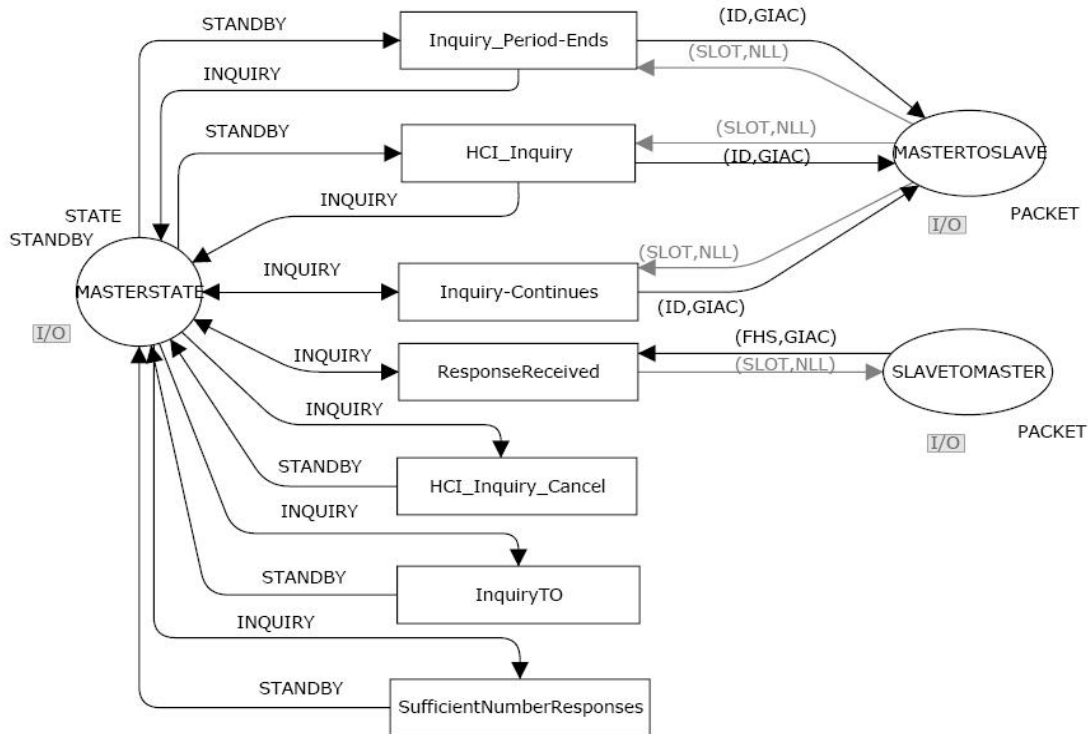 STANDBY
Inquiry_Period-Ends
(ID,GIAC)
(SLOT,NLL)
INQUIRY
STANDBY
HCI_Inquiry
(SLOT,NLL)
(ID,GIAC)
MASTERTOSLAVE
I/O
PACKET
INQUIRY
STATE
STANDBY
MASTERSTATE
I/O
INQUIRY
Inquiry-Continues
(SLOT,NLL)
(ID,GIAC)
INQUIRY
ResponseReceived
(FHS,GIAC)
(SLOT,NLL)
SLAVETOMASTER
I/O
PACKET
INQUIRY
STANDBY
HCI_Inquiry_Cancel
INQUIRY
STANDBY
InquiryTO
INQUIRY
STANDBY
SufficientNumberResponses